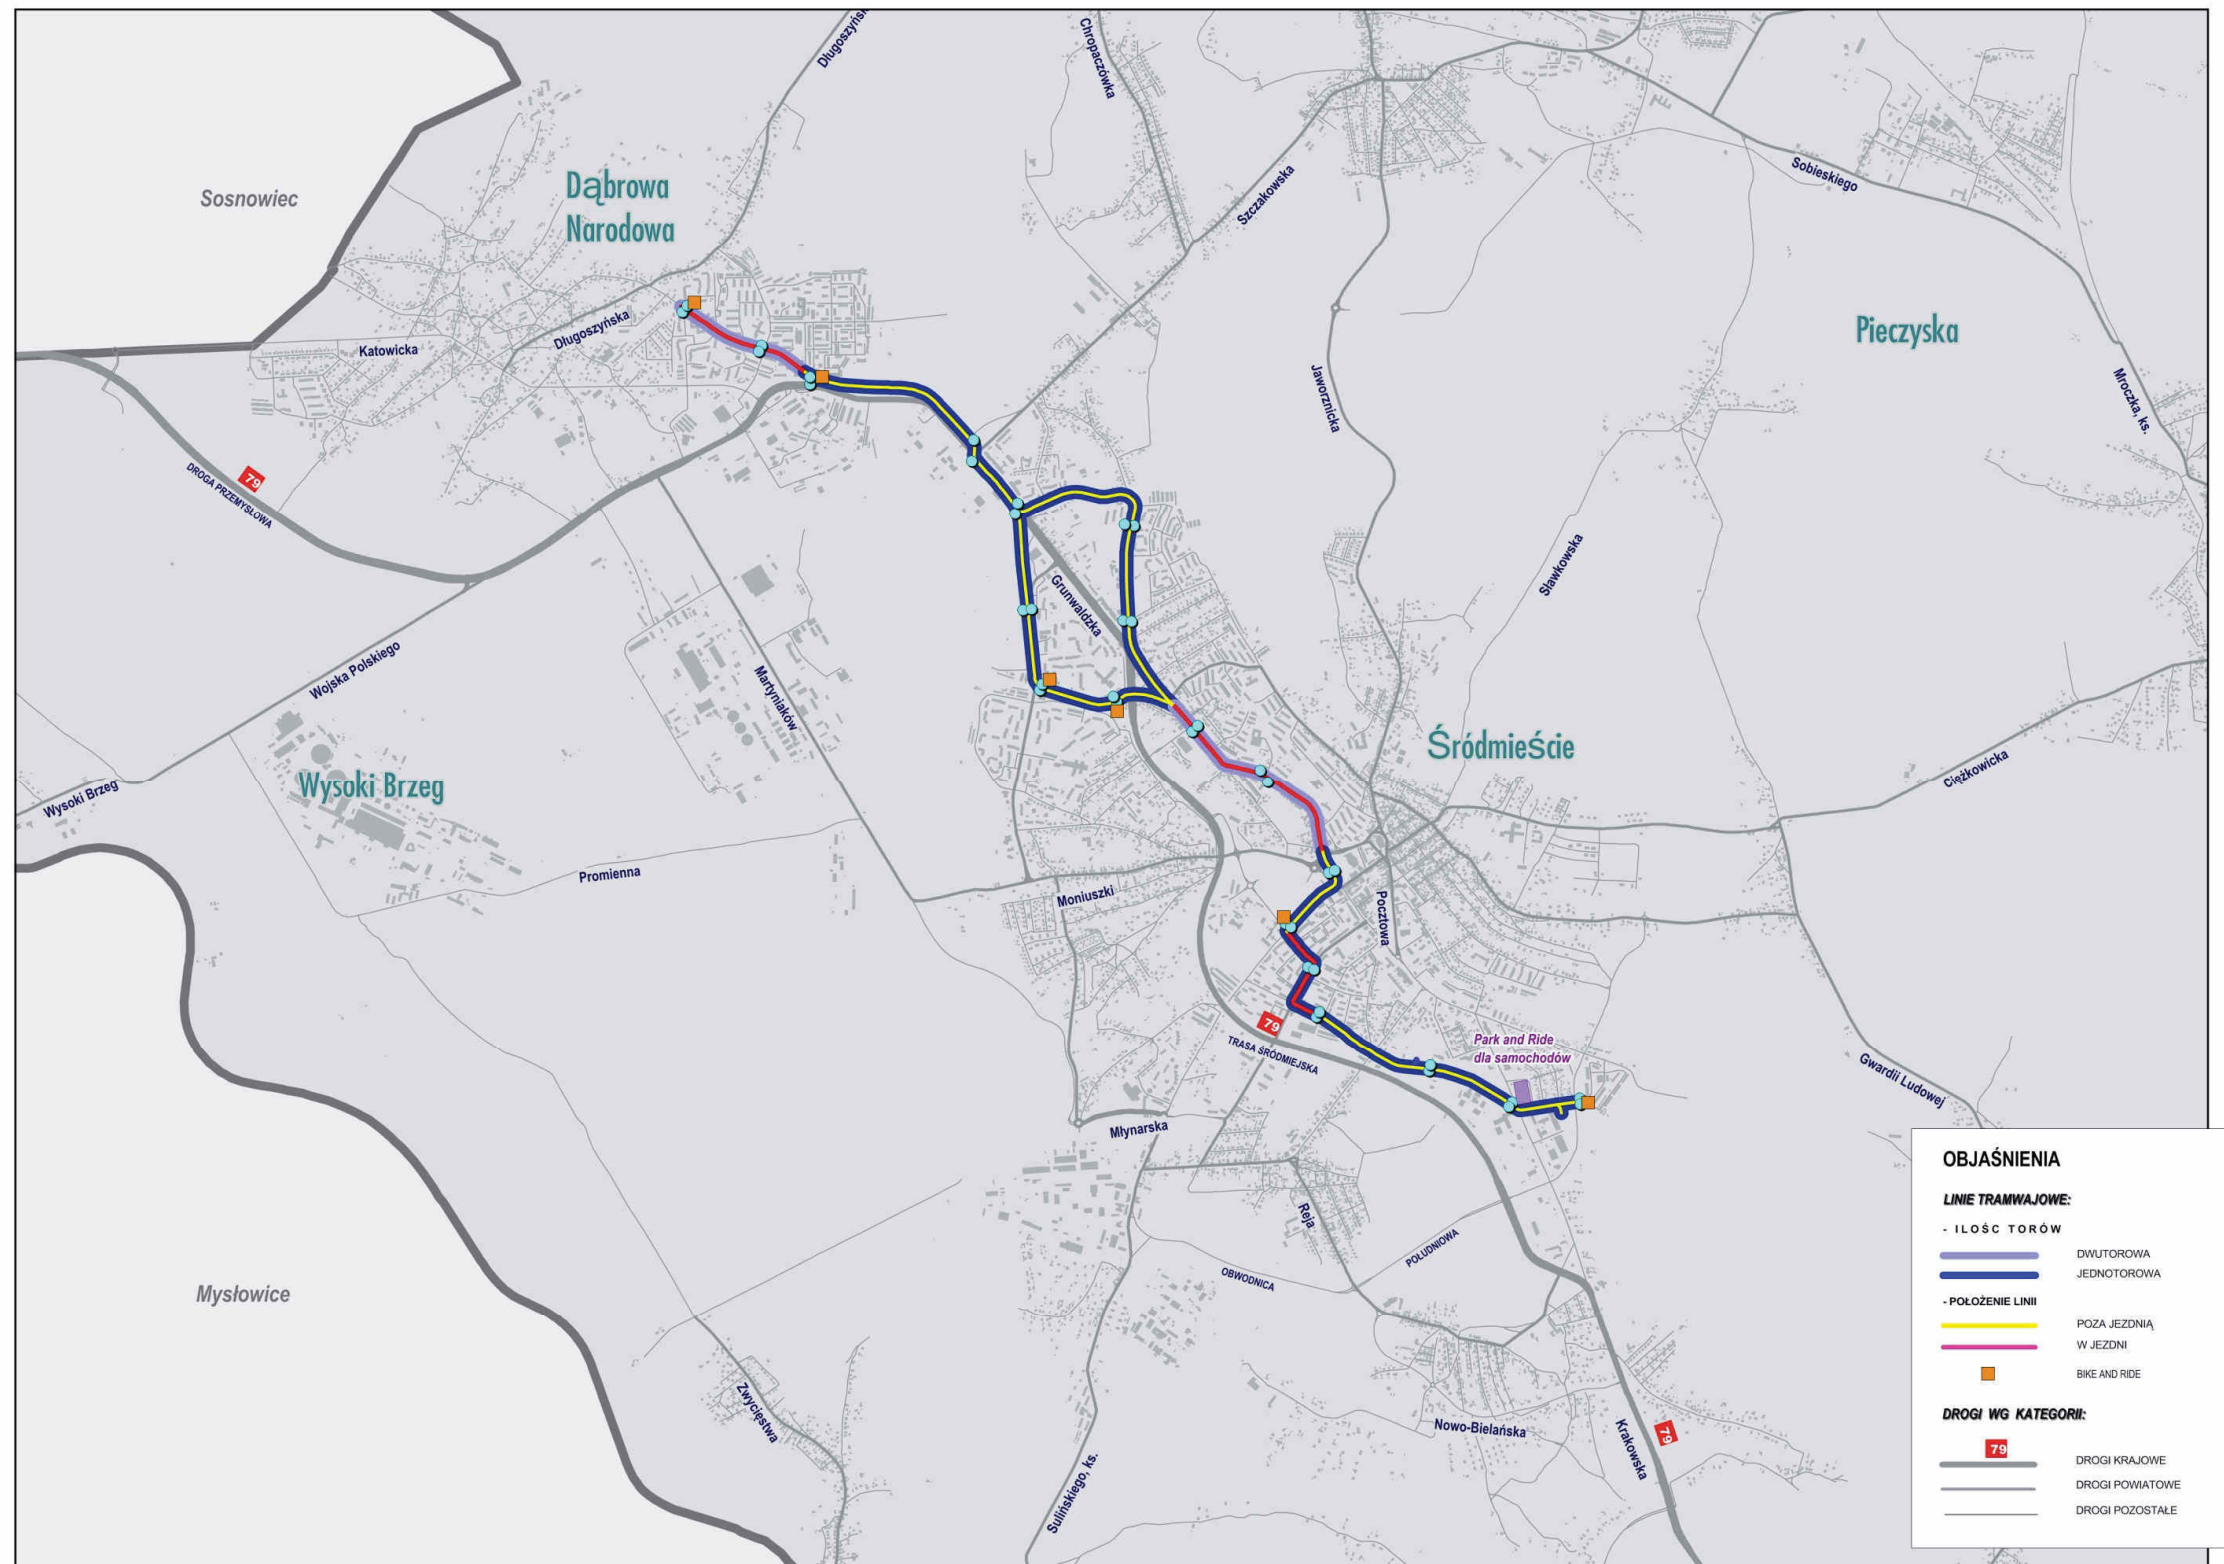 Długoszyńsk
Chropaczówka
Szczakowska
Sobieskiego
Sosnowiec
Dąbrowa
Narodowa
Długoszyńska
Katowicka
Pieczyska
Jaworznicka
Mroczka, ks.
79
DROGA PRZEMYSŁOWA
Sławkowska
Grunwaldzka
Wojska Polskiego
Martyniaków
Śródmieście
Ciężkowicka
Wysoki Brzeg
Wysoki Brzeg
Promienna
Moniuszki
Pocztowa
79
TRASA ŚRÓDMIEJSKA
Park and Ride
dla samochodów
Gwardii Ludowej
Młynarska
Reja
POŁUDNIOWA
OBWODNICA
Mysłowice
Zwycięstwa
Nowo-Bielańska
Krakowska
79
Sulińskiego, ks.
OBJAŚNIENIA
LINIE TRAMWAJOWE:
- ILOŚC TORÓW
DWUTOROWA
JEDNOTOROWA
- POŁOŻENIE LINII
POZA JEZDNIĄ
W JEZDNI
BIKE AND RIDE
DROGI WG KATEGORII:
79
DROGI KRAJOWE
DROGI POWIATOWE
DROGI POZOSTAŁE